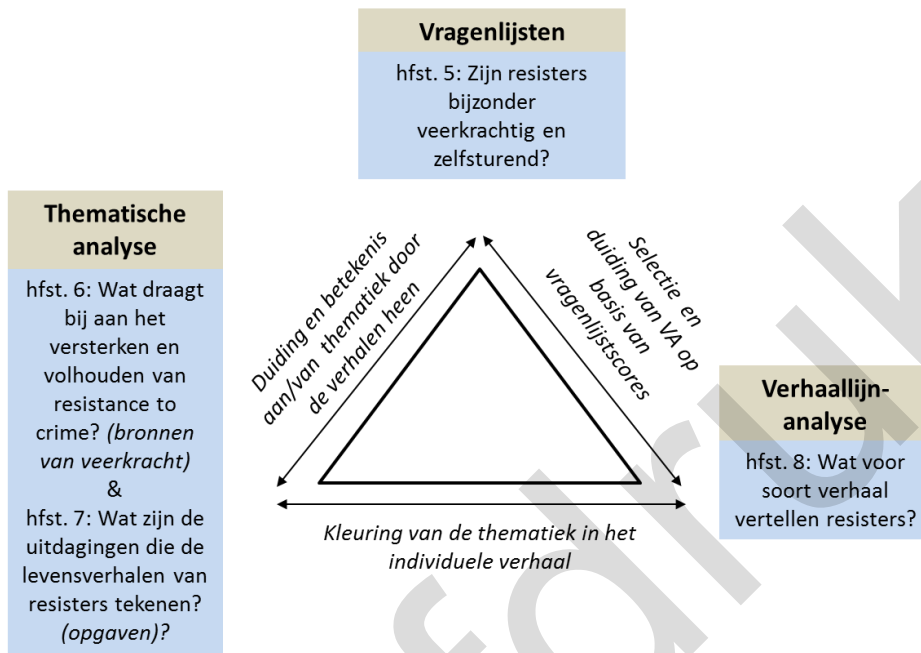 Vragenlijsten
hfst. 5: Zijn resisters
bijzonder
veerkrachtig en
zelfsturend?
Thematische
analyse
hfst. 6: Wat draagt
bij aan het
versterken en
volhouden van
resistance to
crime? (bronnen
van veerkracht)
&
hfst. 7: Wat zijn de
uitdagingen die de
levensverhalen van
resisters tekenen?
(opgaven)?
Duiding en betekenis
aan/van thematiek door
de verhalen heen
Selectie en
duiding van VA op
basis van
vragenlijstscores
Verhaallijn-
analyse
hfst. 8: Wat voor
soort verhaal
vertellen resisters?
Kleuring van de thematiek in het
individuele verhaal
fdruk